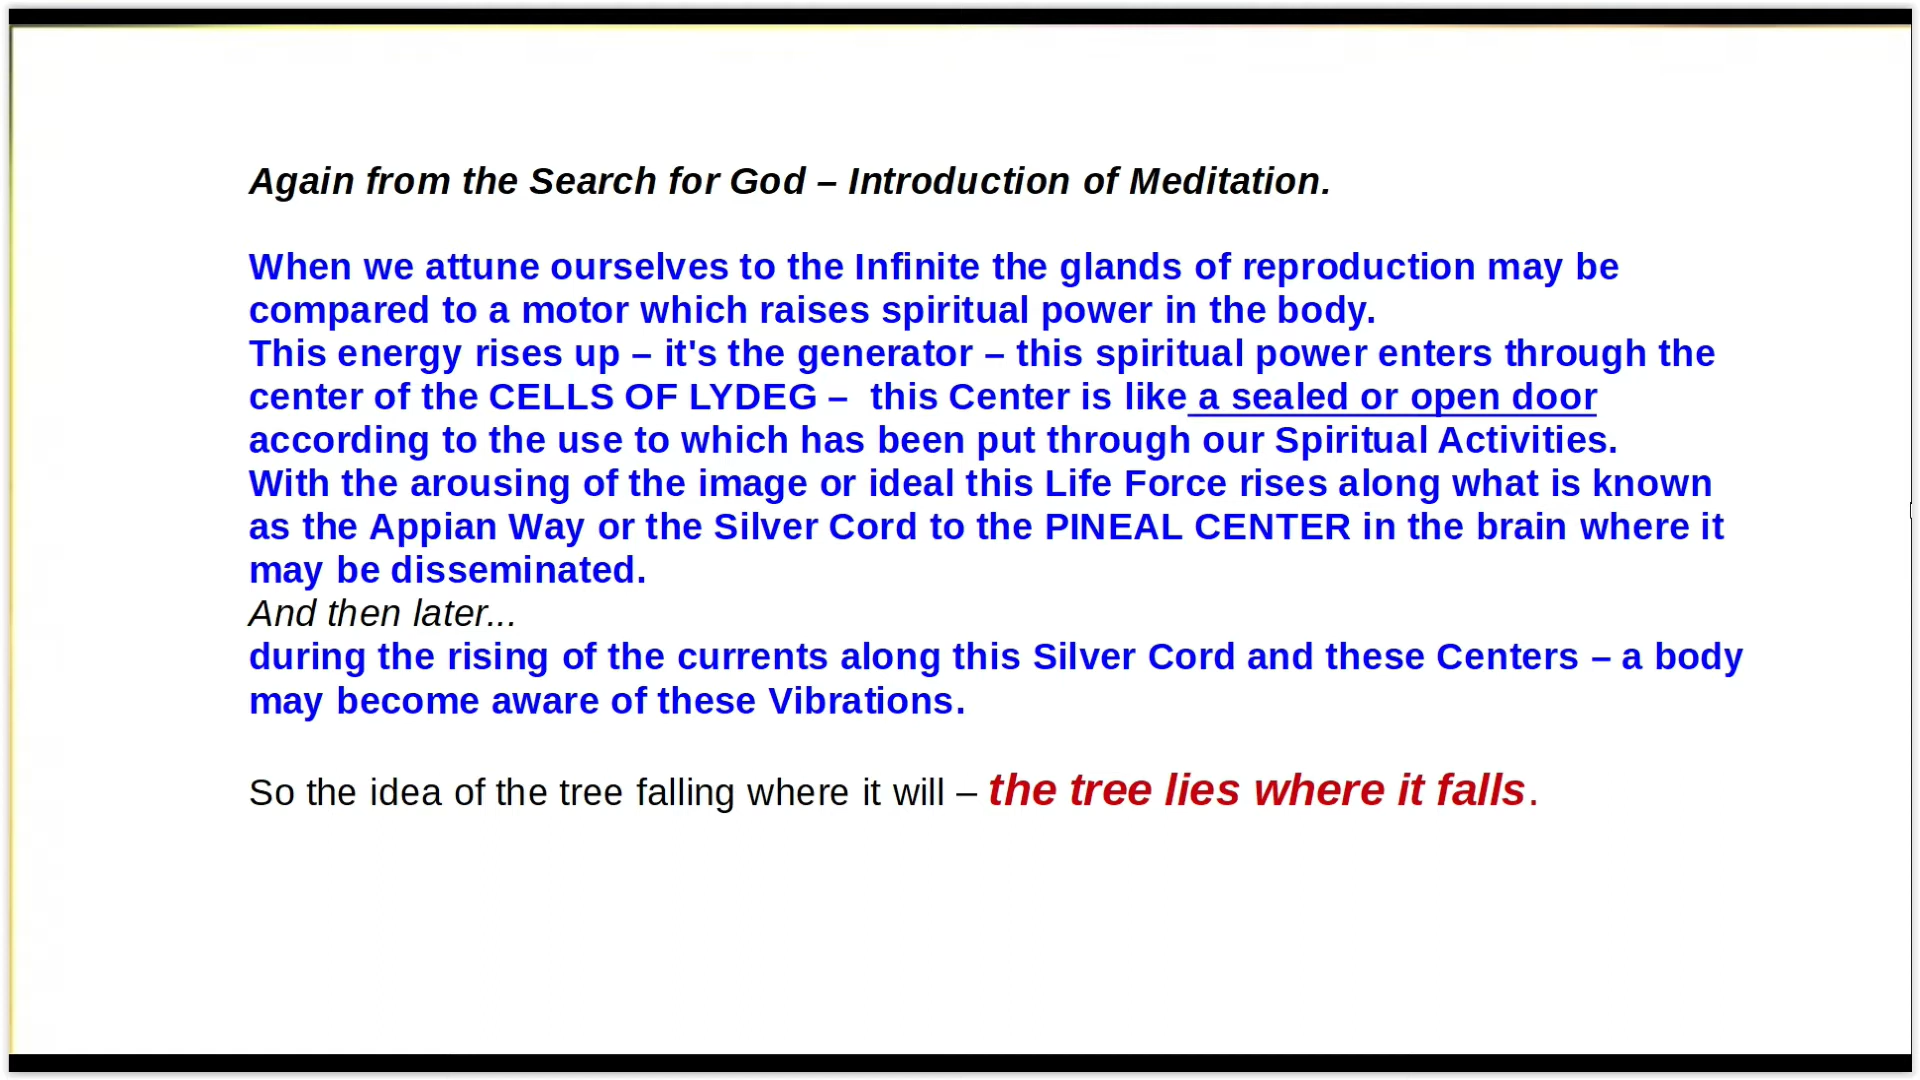 Again from the Search for God – Introduction of Meditation.
When we attune ourselves to the Infinite the glands of reproduction may be
compared to a motor which raises spiritual power in the body.
This energy rises up – it's the generator – this spiritual power enters through the
center of the CELLS OF LYDEG –  this Center is like a sealed or open door
according to the use to which has been put through our Spiritual Activities.
With the arousing of the image or ideal this Life Force rises along what is known
as the Appian Way or the Silver Cord to the PINEAL CENTER in the brain where it
may be disseminated.
And then later...
during the rising of the currents along this Silver Cord and these Centers – a body
may become aware of these Vibrations.
So the idea of the tree falling where it will – the tree lies where it falls.